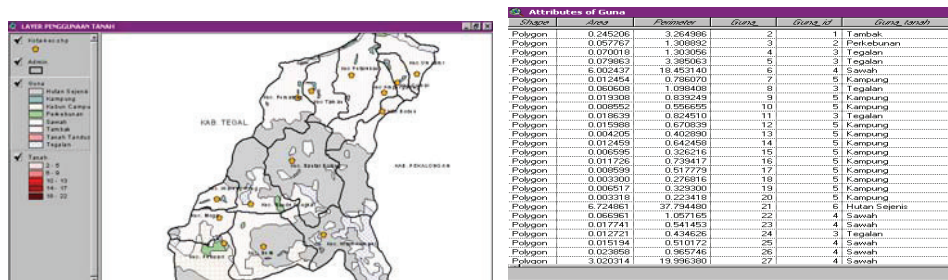 LAYER PENGGUNAAN TANAH
Kotakec.shp
Admin
Guna
Hutan Sejenis
Kampung
Kebun Campu
Perkebunan
Sawah
Tambak
Tanah Tandus
Tegalan
Tanah
2 - 5
6 - 9
10 - 13
14 - 17
18 - 22
KAB. TEGAL
KAB. PEKALONGAN
Attributes of Guna
Shape Area Perimeter Guna_ Guna_id Guna_tanah
Polygon 0.245206 3.264986 2 1 Tambak
Polygon 0.057767 1.308892 3 2 Perkebunan
Polygon 0.070018 1.303056 4 3 Tegalan
Polygon 0.079863 3.385063 5 3 Tegalan
Polygon 6.002437 18.453140 6 4 Sawah
Polygon 0.012454 0.786070 7 5 Kampung
Polygon 0.060608 1.098408 8 3 Tegalan
Polygon 0.019308 0.839249 9 5 Kampung
Polygon 0.008552 0.556655 10 5 Kampung
Polygon 0.018639 0.824510 11 3 Tegalan
Polygon 0.015988 0.670839 12 5 Kampung
Polygon 0.004205 0.402890 13 5 Kampung
Polygon 0.012459 0.642458 14 5 Kampung
Polygon 0.006595 0.326216 15 5 Kampung
Polygon 0.011726 0.739417 16 5 Kampung
Polygon 0.008599 0.517779 17 5 Kampung
Polygon 0.003300 0.276816 18 5 Kampung
Polygon 0.006517 0.329300 19 5 Kampung
Polygon 0.003318 0.223418 20 5 Kampung
Polygon 6.724861 37.794480 21 6 Hutan Sejenis
Polygon 0.066961 1.057165 22 4 Sawah
Polygon 0.017741 0.541453 23 4 Sawah
Polygon 0.012721 0.434626 24 3 Tegalan
Polygon 0.015194 0.510172 25 4 Sawah
Polygon 0.023858 0.965746 26 4 Sawah
Polygon 3.020314 19.996380 27 4 Sawah